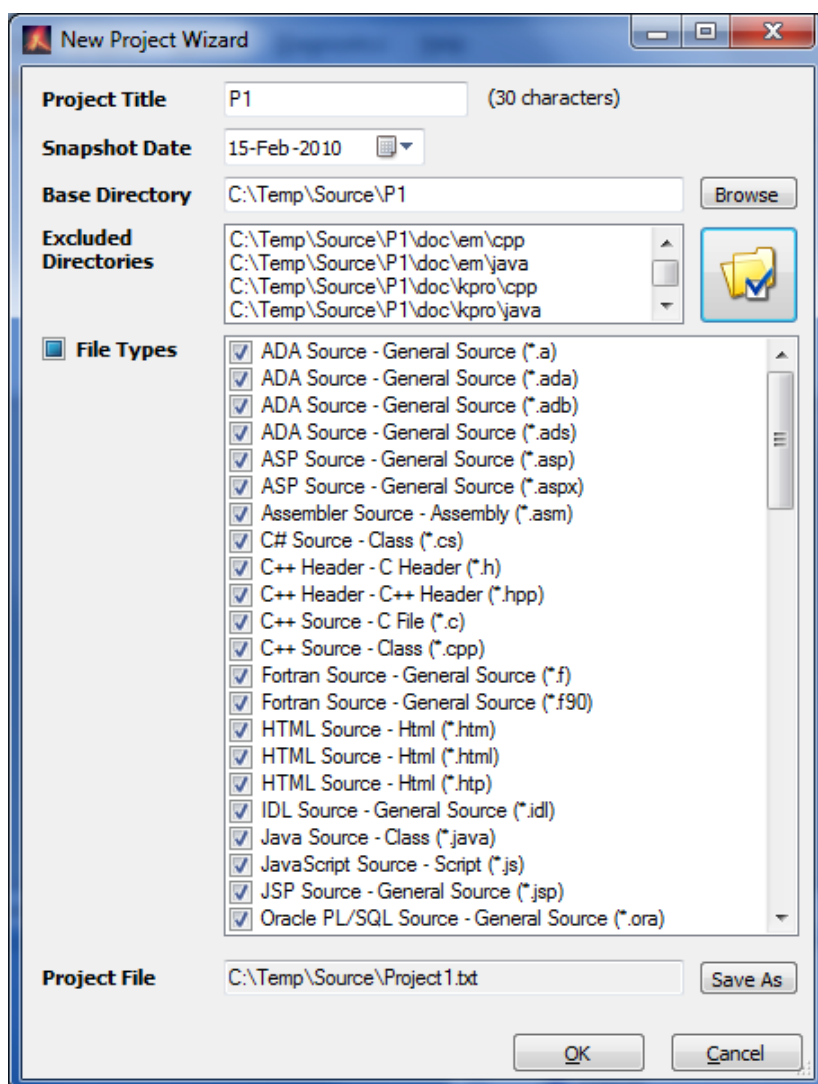 New Project Wizard
Project Title P1 (30 characters)
Snapshot Date 15-Feb-2010
Base Directory C:\Temp\Source\P1 Browse
Excluded Directories
C:\Temp\Source\P1\doc\em\cpp
C:\Temp\Source\P1\doc\em\java
C:\Temp\Source\P1\doc\kpro\cpp
C:\Temp\Source\P1\doc\kpro\java
File Types
ADA Source - General Source (*.a)
ADA Source - General Source (*.ada)
ADA Source - General Source (*.adb)
ADA Source - General Source (*.ads)
ASP Source - General Source (*.asp)
ASP Source - General Source (*.aspx)
Assembler Source - Assembly (*.asm)
C# Source - Class (*.cs)
C++ Header - C Header (*.h)
C++ Header - C++ Header (*.hpp)
C++ Source - C File (*.c)
C++ Source - Class (*.cpp)
Fortran Source - General Source (*.f)
Fortran Source - General Source (*.f90)
HTML Source - Html (*.htm)
HTML Source - Html (*.html)
HTML Source - Html (*.htp)
IDL Source - General Source (*.idl)
Java Source - Class (*.java)
JavaScript Source - Script (*.js)
JSP Source - General Source (*.jsp)
Oracle PL/SQL Source - General Source (*.ora)
Project File C:\Temp\Source\Project1.txt Save As
OK Cancel